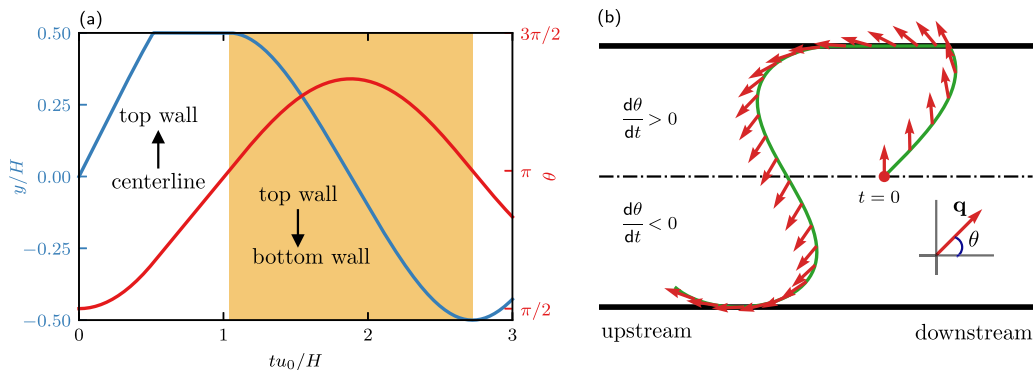 (a)
0.50
0.25
0.00
−0.25
−0.50
y/H
top wall
centerline
top wall
bottom wall
3π/2
π
π/2
θ
0
1
2
3
tu₀/H
(b)
dθ/dt > 0
dθ/dt < 0
t = 0
q
θ
upstream
downstream